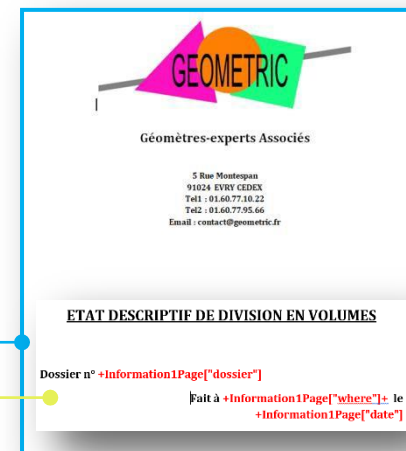 GEOMETRIC
Géomètres-experts Associés
5 Rue Montespan
91024 EVRY CEDEX
Tel1 : 01.60.77.10.22
Tel2 : 01.60.77.95.66
Email : contact@geometric.fr
ETAT DESCRIPTIF DE DIVISION EN VOLUMES
Dossier n° +Information1Page["dossier"]
Fait à +Information1Page["where"]+ le
+Information1Page["date"]